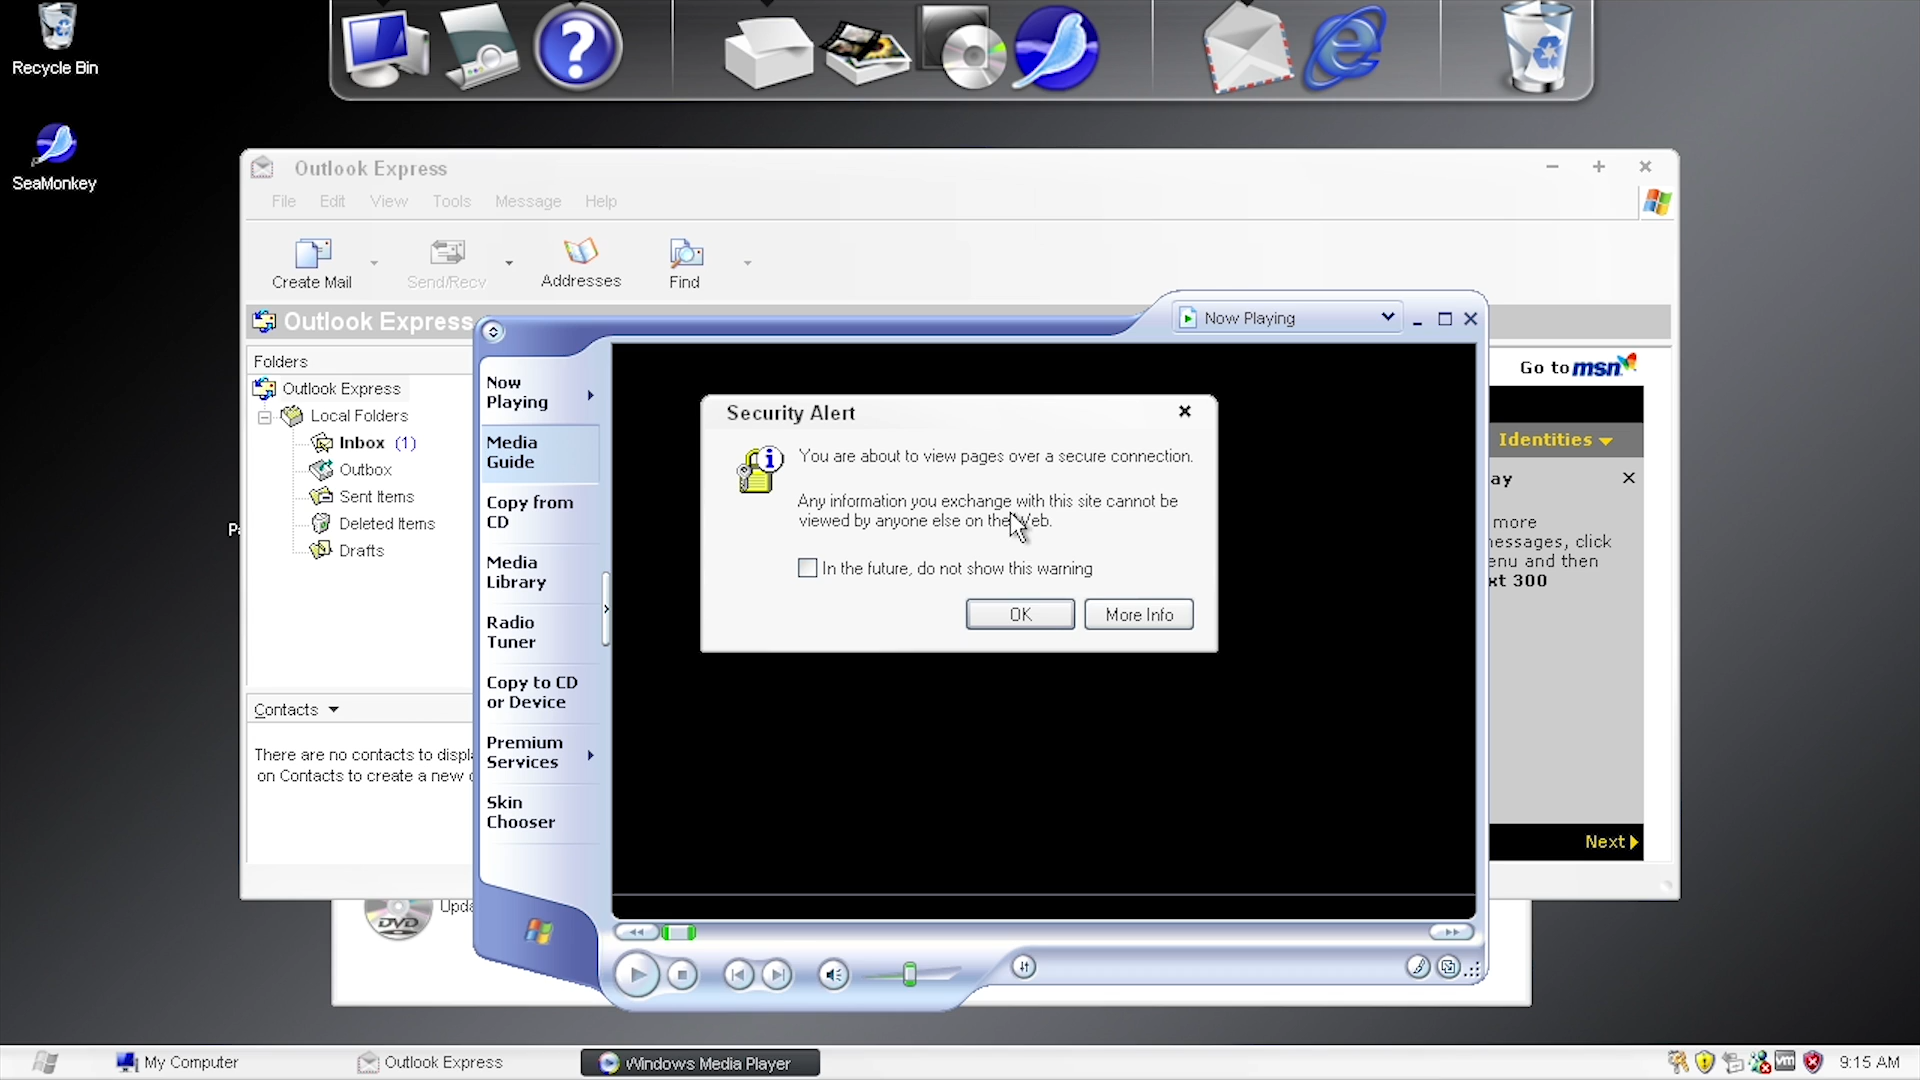 Recycle Bin
SeaMonkey
Outlook Express
File Edit View Tools Message Help
Create Mail
Send/Recv
Addresses
Find
Outlook Express
Folders
Outlook Express
Local Folders
Inbox (1)
Outbox
Sent Items
Deleted Items
Drafts
Contacts
There are no contacts to displ
on Contacts to create a new c
Go to msn
Identities
ay
more
essages, click
enu and then
xt 300
Next
Now Playing
Now
Playing
Media
Guide
Copy from
CD
Media
Library
Radio
Tuner
Copy to CD
or Device
Premium
Services
Skin
Chooser
Security Alert
You are about to view pages over a secure connection.
Any information you exchange with this site cannot be
viewed by anyone else on the Web.
In the future, do not show this warning
OK
More Info
Pa
DVD
Upda
My Computer
Outlook Express
Windows Media Player
vm
9:15 AM